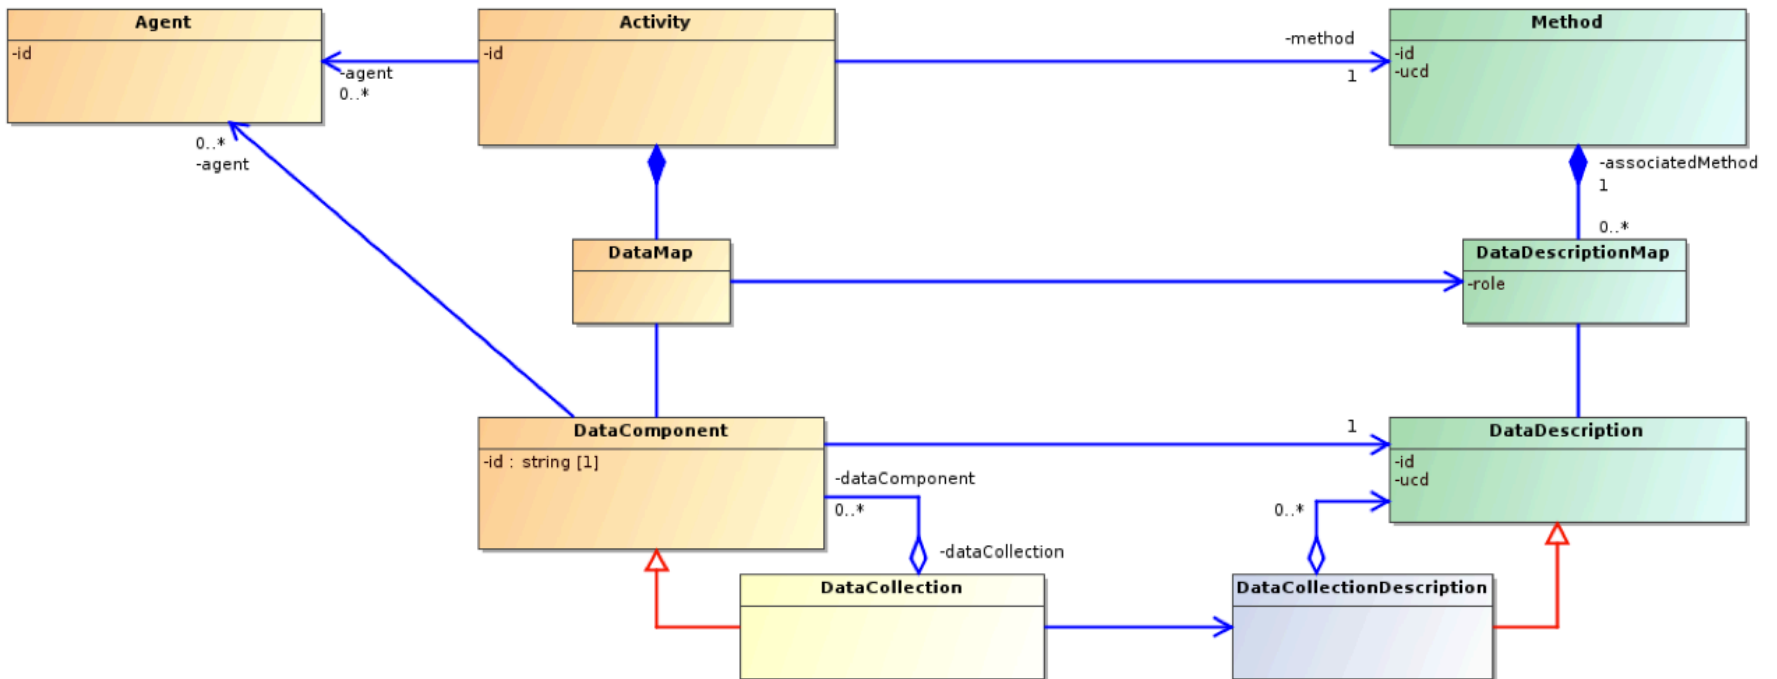 Agent
-id
Activity
-id
Method
-id
-ucd
-agent
0..*
-method
1
0..*
-agent
-associatedMethod
1
0..*
DataMap
DataDescriptionMap
-role
DataComponent
-id : string [1]
1
DataDescription
-id
-ucd
-dataComponent
0..*
0..*
-dataCollection
DataCollection
DataCollectionDescription